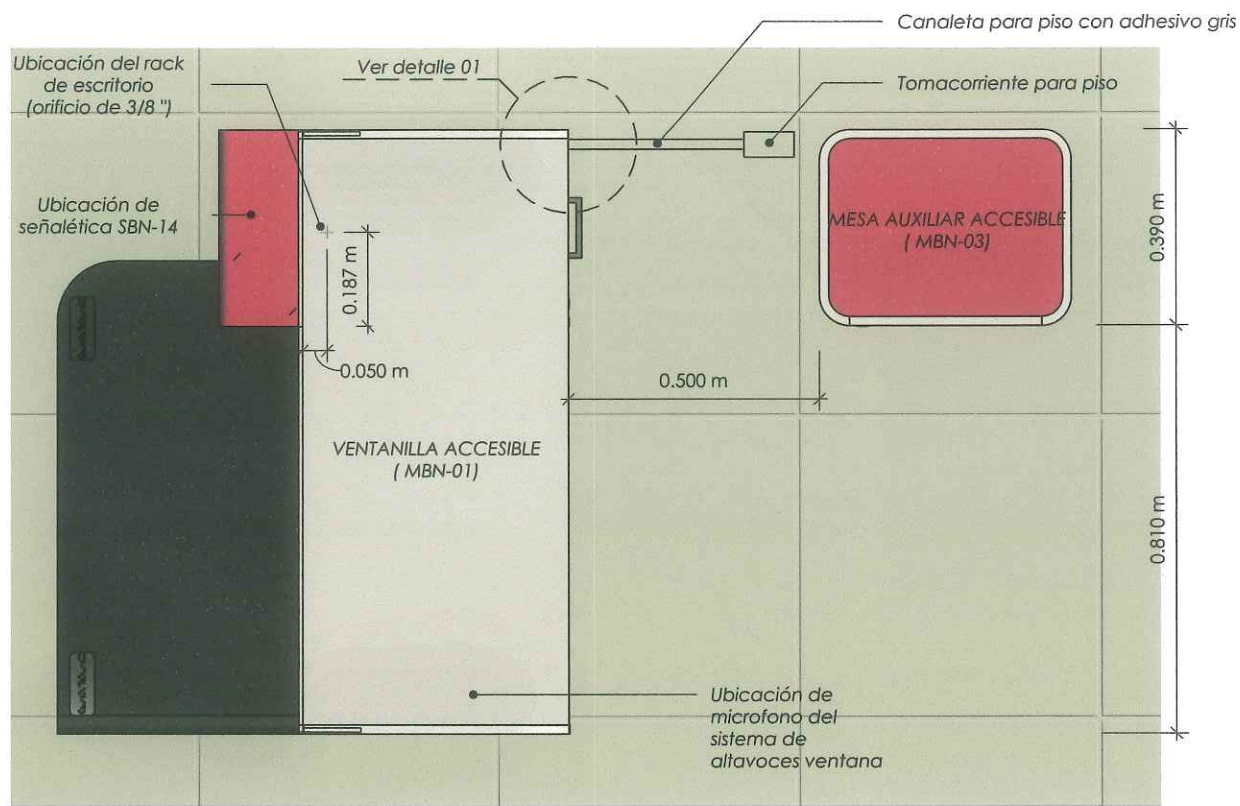 Canaleta para piso con adhesivo gris
Ubicación del rack
de escritorio
(orificio de 3/8 ")
Ver detalle 01
Tomacorriente para piso
Ubicación de
señalética SBN-14
MESA AUXILIAR ACCESIBLE
( MBN-03)
0.390 m
0.187 m
0.050 m
0.500 m
VENTANILLA ACCESIBLE
( MBN-01)
0.810 m
Ubicación de
microfono del
sistema de
altavoces ventana